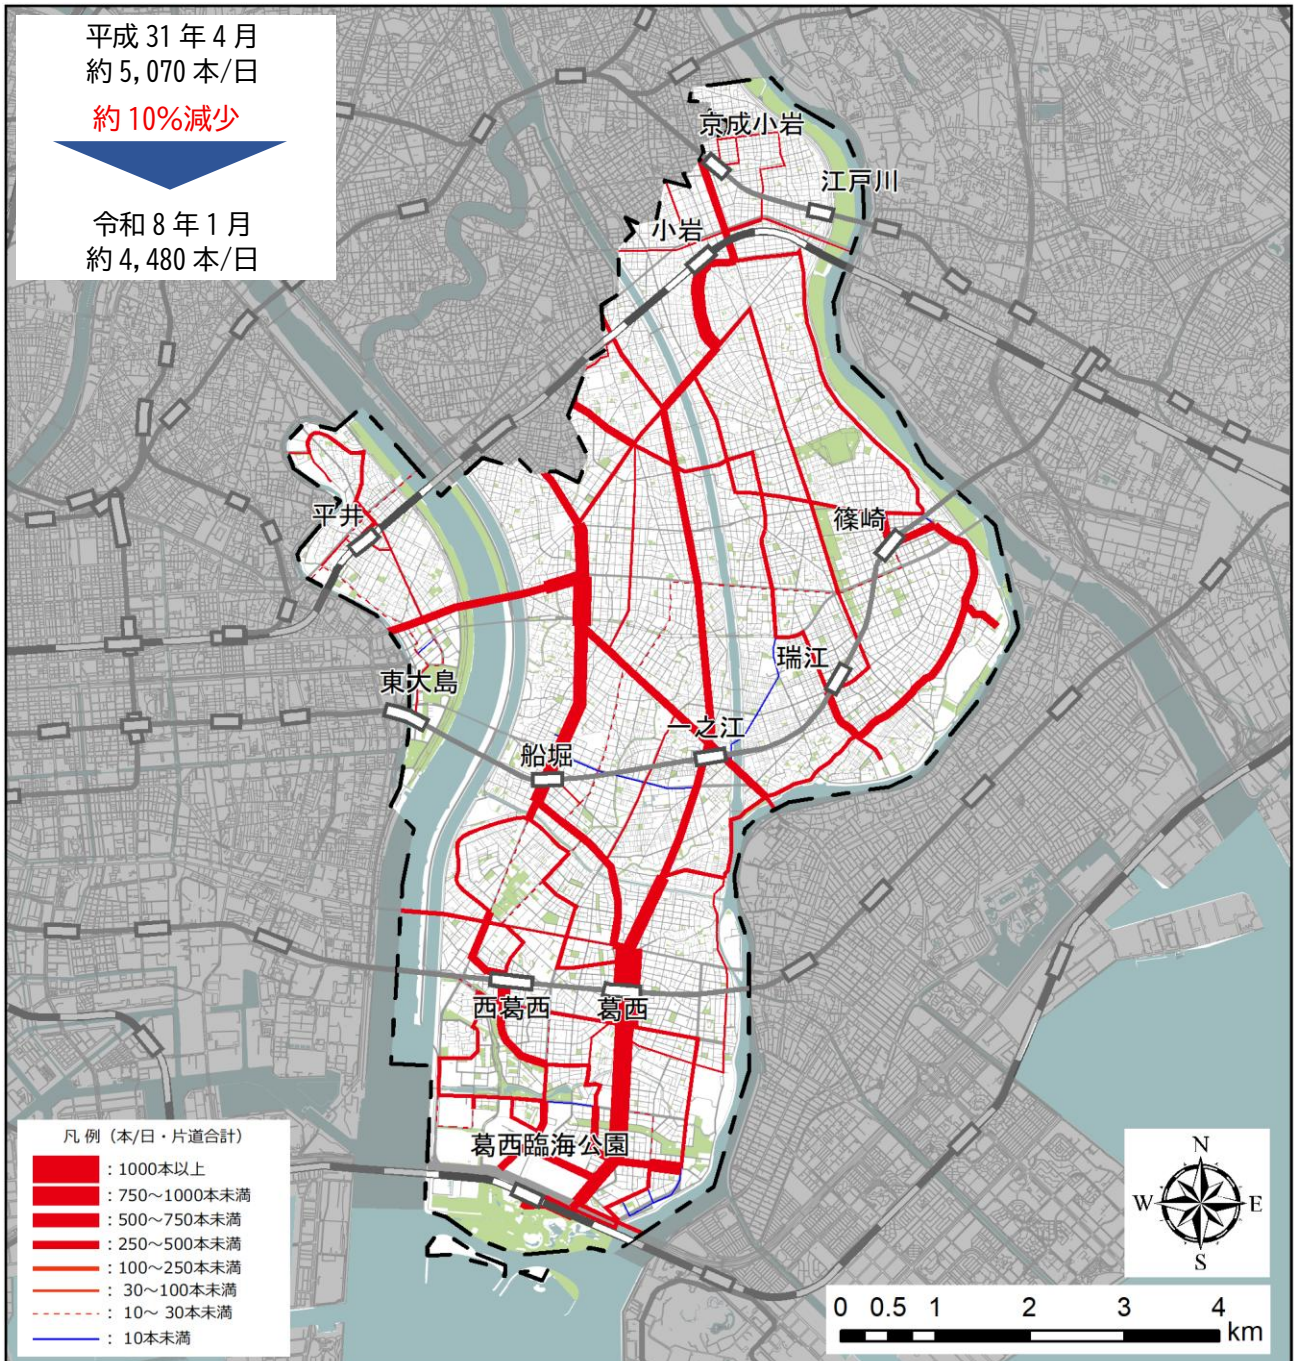 平成 31 年 4 月
約 5,070 本/日
約 10%減少
令和 8 年 1 月
約 4,480 本/日
京成小岩
江戸川
小岩
平井
篠崎
瑞江
東大島
一之江
船堀
西葛西
葛西
葛西臨海公園
凡 例（本/日・片道合計）
：1000本以上
：750～1000本未満
：500～750本未満
：250～500本未満
：100～250本未満
： 30～100本未満
： 10～ 30本未満
： 10本未満
N
W E
S
0 0.5 1 2 3 4
km